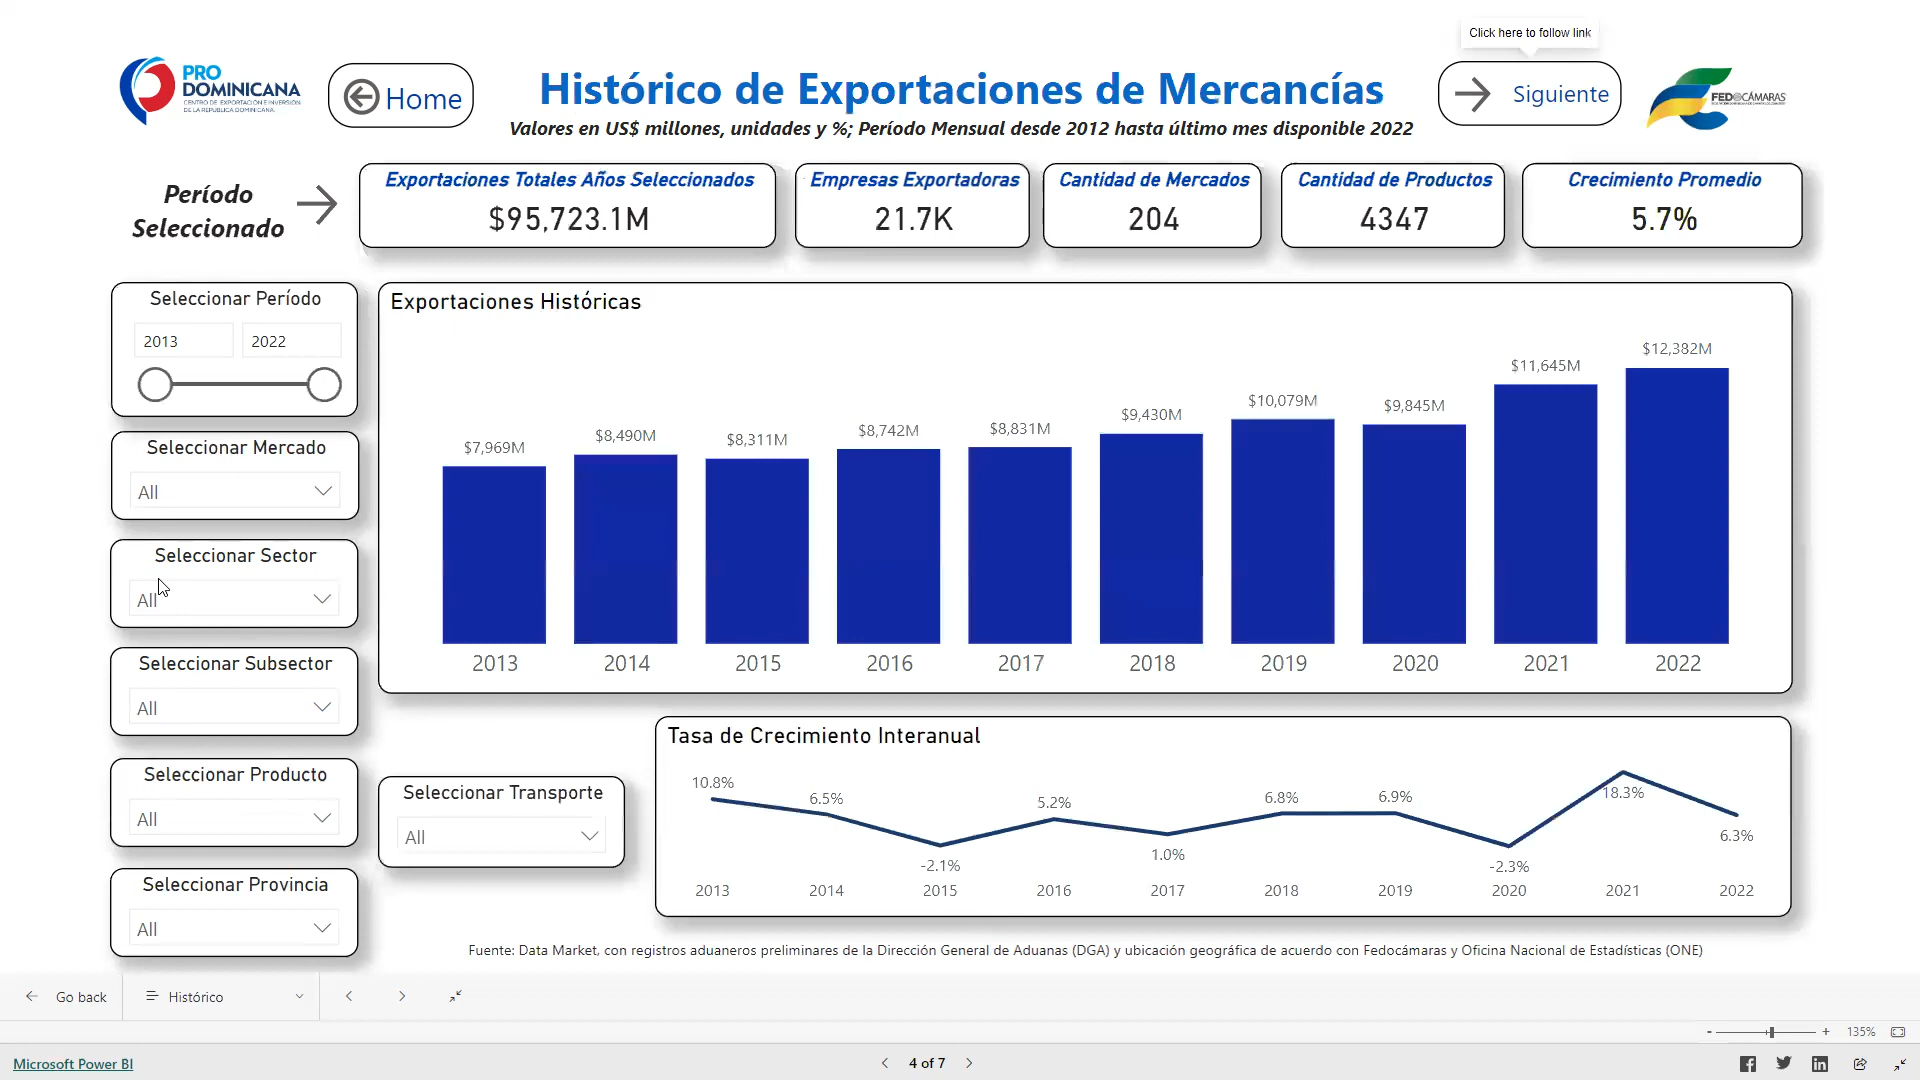 Click here to follow link
PRO
DOMINICANA
CENTRO DE EXPORTACIÓN E INVERSIÓN
DE LA REPÚBLICA DOMINICANA
Home
Histórico de Exportaciones de Mercancías
Valores en US$ millones, unidades y %; Período Mensual desde 2012 hasta último mes disponible 2022
Siguiente
FEDOCÁMARAS
Período
Seleccionado
Exportaciones Totales Años Seleccionados
$95,723.1M
Empresas Exportadoras
21.7K
Cantidad de Mercados
204
Cantidad de Productos
4347
Crecimiento Promedio
5.7%
Seleccionar Período
2013 2022
Seleccionar Mercado
All
Seleccionar Sector
All
Seleccionar Subsector
All
Seleccionar Producto
All
Seleccionar Provincia
All
Seleccionar Transporte
All
Exportaciones Históricas
$7,969M $8,490M $8,311M $8,742M $8,831M $9,430M $10,079M $9,845M $11,645M $12,382M
2013 2014 2015 2016 2017 2018 2019 2020 2021 2022
Tasa de Crecimiento Interanual
10.8% 6.5% -2.1% 5.2% 1.0% 6.8% 6.9% -2.3% 18.3% 6.3%
2013 2014 2015 2016 2017 2018 2019 2020 2021 2022
Fuente: Data Market, con registros aduaneros preliminares de la Dirección General de Aduanas (DGA) y ubicación geográfica de acuerdo con Fedocámaras y Oficina Nacional de Estadísticas (ONE)
Go back
Histórico
- + 135%
Microsoft Power BI
4 of 7